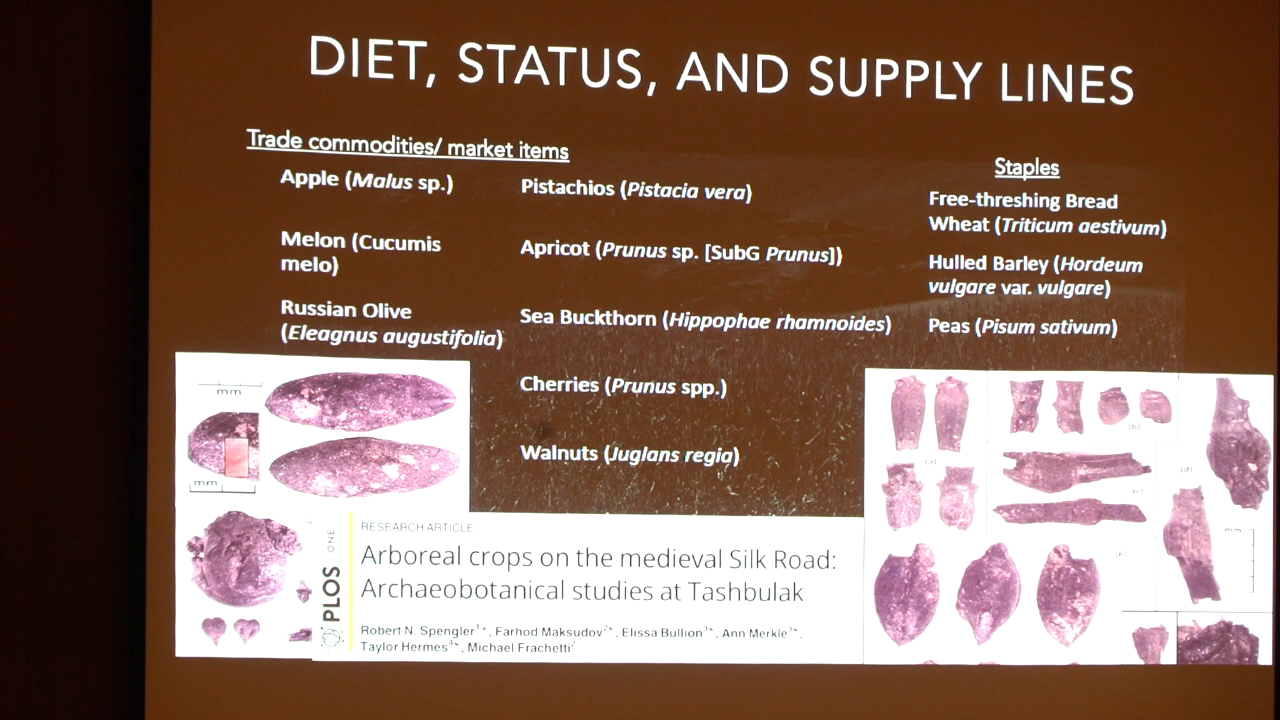 DIET, STATUS, AND SUPPLY LINES
Trade commodities/ market items
Apple (Malus sp.)
Melon (Cucumis
melo)
Russian Olive
(Eleagnus augustifolia)
Pistachios (Pistacia vera)
Apricot (Prunus sp. [SubG Prunus])
Sea Buckthorn (Hippophae rhamnoides)
Cherries (Prunus spp.)
Walnuts (Juglans regia)
Staples
Free-threshing Bread
Wheat (Triticum aestivum)
Hulled Barley (Hordeum
vulgare var. vulgare)
Peas (Pisum sativum)
mm
mm
PLOS ONE
RESEARCH ARTICLE
Arboreal crops on the medieval Silk Road:
Archaeobotanical studies at Tashbulak
Robert N. Spengler, Farhod Maksudov, Elissa Bullion, Ann Merkle,
Taylor Hermes, Michael Frachetti
(a)
(b)
(d)
mm